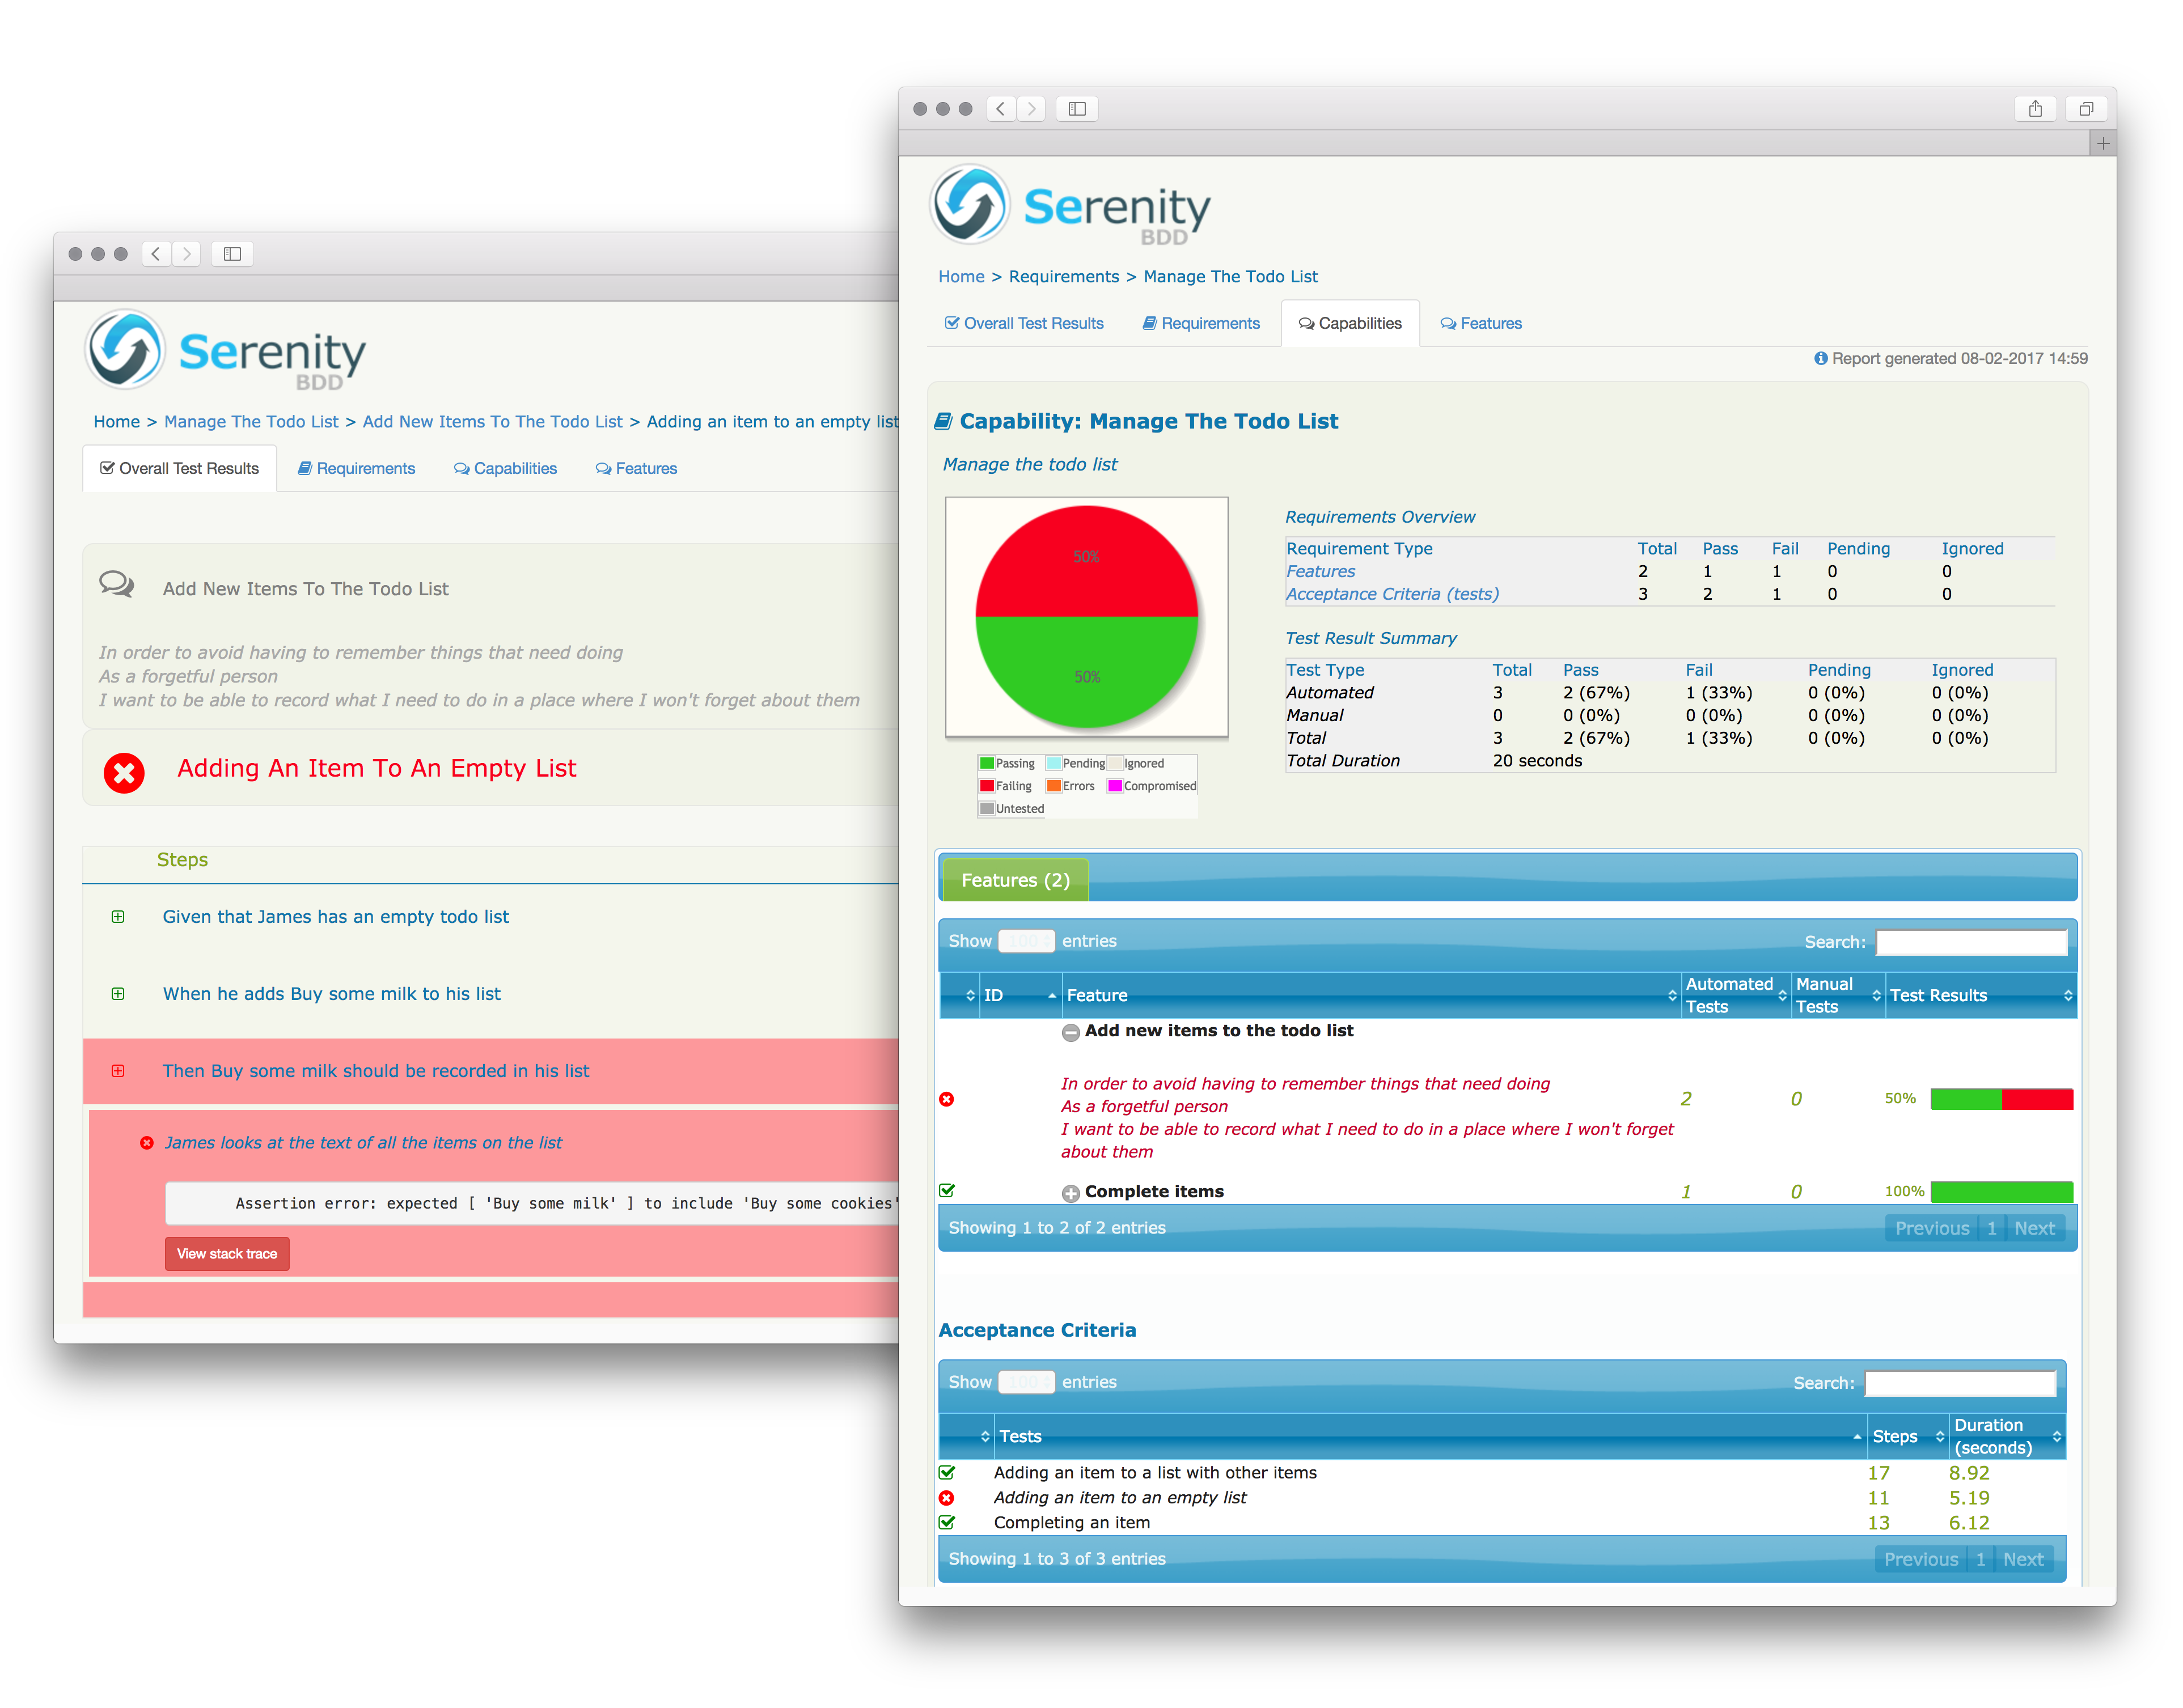 Serenity
BDD
Home > Manage The Todo List > Add New Items To The Todo List > Adding an item to an empty list
Overall Test Results Requirements Capabilities Features
Add New Items To The Todo List
In order to avoid having to remember things that need doing
As a forgetful person
I want to be able to record what I need to do in a place where I won't forget about them
Adding An Item To An Empty List
Steps
Given that James has an empty todo list
When he adds Buy some milk to his list
Then Buy some milk should be recorded in his list
James looks at the text of all the items on the list
Assertion error: expected [ 'Buy some milk' ] to include 'Buy some cookies'
View stack trace
Serenity
BDD
Home > Requirements > Manage The Todo List
Overall Test Results Requirements Capabilities Features
Report generated 08-02-2017 14:59
Capability: Manage The Todo List
Manage the todo list
50%
50%
Passing Pending Ignored
Failing Errors Compromised
Untested
Requirements Overview
Requirement Type Total Pass Fail Pending Ignored
Features 2 1 1 0 0
Acceptance Criteria (tests) 3 2 1 0 0
Test Result Summary
Test Type Total Pass Fail Pending Ignored
Automated 3 2 (67%) 1 (33%) 0 (0%) 0 (0%)
Manual 0 0 (0%) 0 (0%) 0 (0%) 0 (0%)
Total 3 2 (67%) 1 (33%) 0 (0%) 0 (0%)
Total Duration 20 seconds
Features (2)
Show 100 entries Search:
ID Feature Automated Tests Manual Tests Test Results
Add new items to the todo list
In order to avoid having to remember things that need doing
As a forgetful person
I want to be able to record what I need to do in a place where I won't forget
about them
2 0 50%
Complete items 1 0 100%
Showing 1 to 2 of 2 entries Previous 1 Next
Acceptance Criteria
Show 100 entries Search:
Tests Steps Duration (seconds)
Adding an item to a list with other items 17 8.92
Adding an item to an empty list 11 5.19
Completing an item 13 6.12
Showing 1 to 3 of 3 entries Previous 1 Next